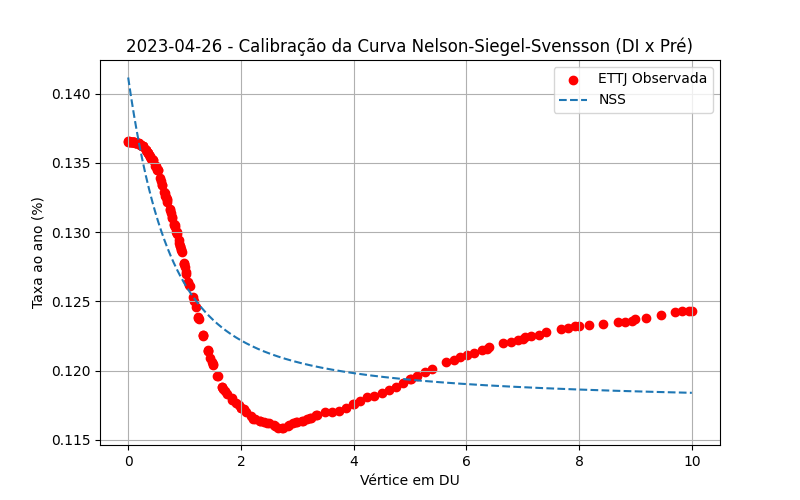 2023-04-26 - Calibração da Curva Nelson-Siegel-Svensson (DI x Pré)
ETTJ Observada
NSS
Taxa ao ano (%)
0.140
0.135
0.130
0.125
0.120
0.115
0 2 4 6 8 10
Vértice em DU